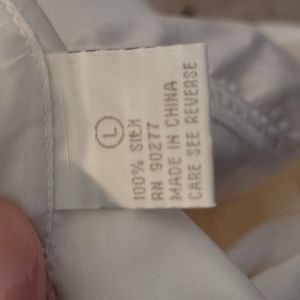 L
100% SILK
RN 90277
MADE IN CHINA
CARE SEE REVERSE